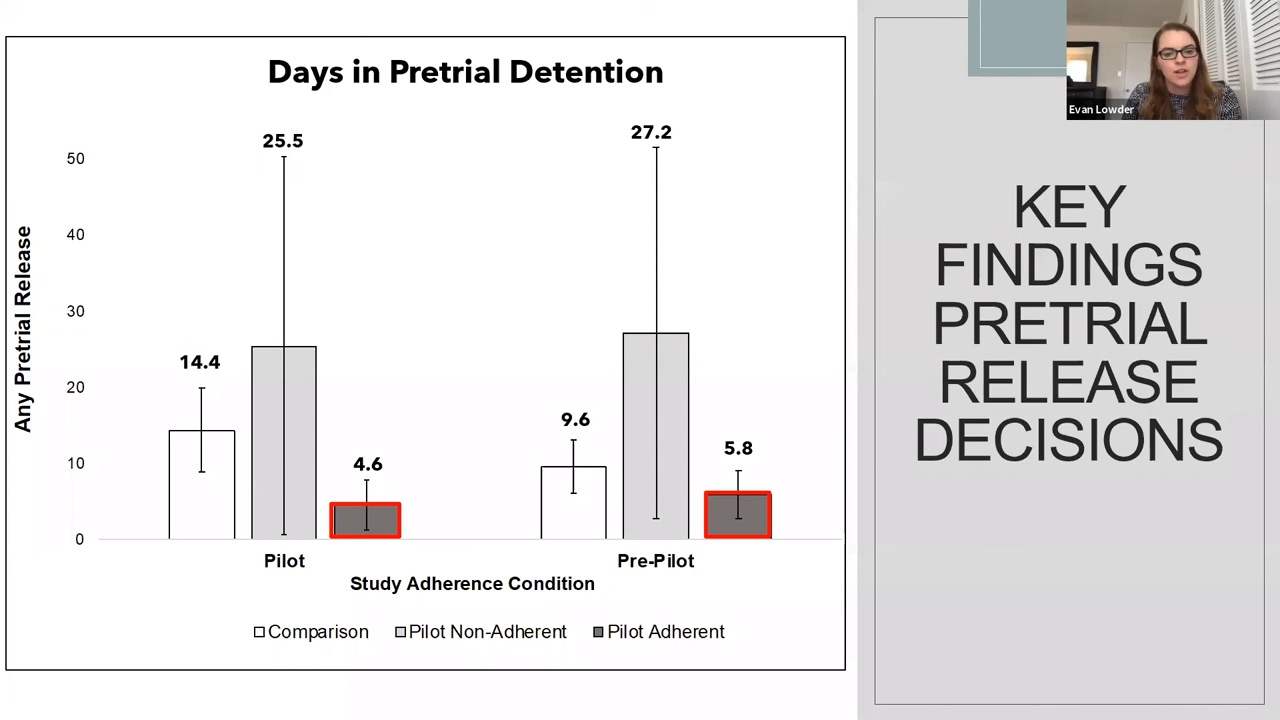 Days in Pretrial Detention
Any Pretrial Release
50
40
30
20
10
0
14.4
25.5
4.6
9.6
27.2
5.8
Pilot
Pre-Pilot
Study Adherence Condition
Comparison
Pilot Non-Adherent
Pilot Adherent
Evan Lowder
KEY
FINDINGS
PRETRIAL
RELEASE
DECISIONS